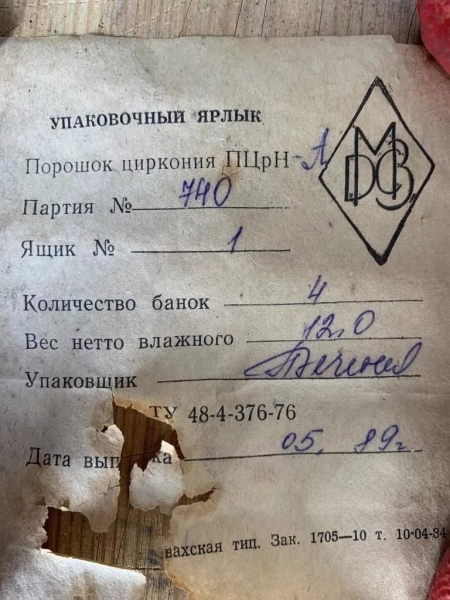 УПАКОВОЧНЫЙ ЯРЛЫК
Порошок циркония ПЦрН-А
Партия № 740
Ящик № 1
Количество банок 4
Вес нетто влажного 12,0
Упаковщик
ТУ 48-4-376-76
Дата вып ка 05. 89г.
вахская тип. Зак. 1705—10 т. 10-04-84